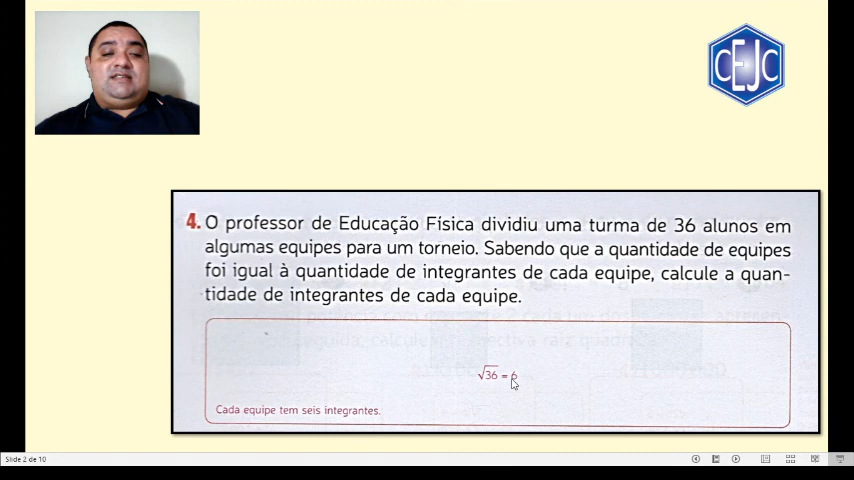 CEJC
4. O professor de Educação Física dividiu uma turma de 36 alunos em
algumas equipes para um torneio. Sabendo que a quantidade de equipes
foi igual à quantidade de integrantes de cada equipe, calcule a quan-
tidade de integrantes de cada equipe.
√36 = 6
Cada equipe tem seis integrantes.
Slide 2 de 10